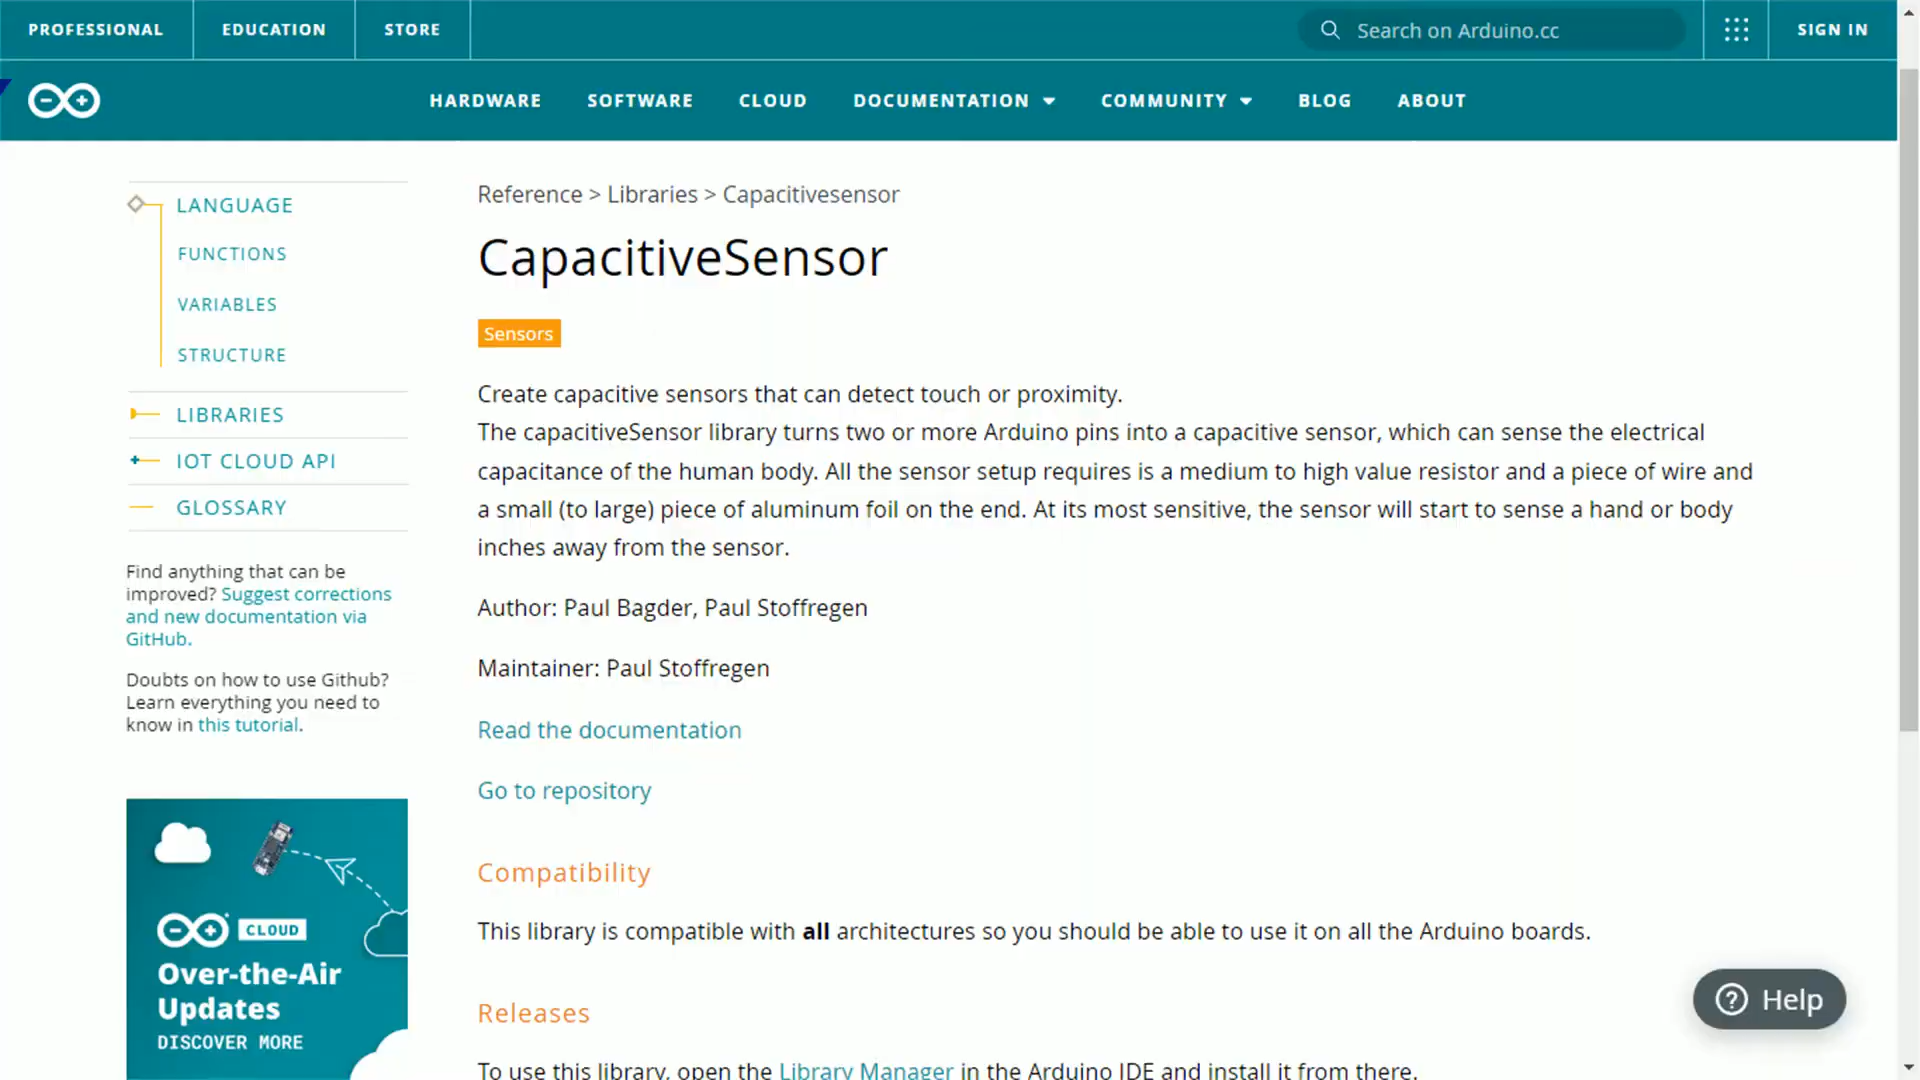 PROFESSIONAL
EDUCATION
STORE
Search on Arduino.cc
SIGN IN
HARDWARE
SOFTWARE
CLOUD
DOCUMENTATION
COMMUNITY
BLOG
ABOUT
LANGUAGE
FUNCTIONS
VARIABLES
STRUCTURE
LIBRARIES
IOT CLOUD API
GLOSSARY
Find anything that can be
improved? Suggest corrections
and new documentation via
GitHub.
Doubts on how to use Github?
Learn everything you need to
know in this tutorial.
CLOUD
Over-the-Air
Updates
DISCOVER MORE
Reference > Libraries > Capacitivesensor
CapacitiveSensor
Sensors
Create capacitive sensors that can detect touch or proximity.
The capacitiveSensor library turns two or more Arduino pins into a capacitive sensor, which can sense the electrical
capacitance of the human body. All the sensor setup requires is a medium to high value resistor and a piece of wire and
a small (to large) piece of aluminum foil on the end. At its most sensitive, the sensor will start to sense a hand or body
inches away from the sensor.
Author: Paul Bagder, Paul Stoffregen
Maintainer: Paul Stoffregen
Read the documentation
Go to repository
Compatibility
This library is compatible with all architectures so you should be able to use it on all the Arduino boards.
Releases
To use this library, open the Library Manager in the Arduino IDE and install it from there.
Help